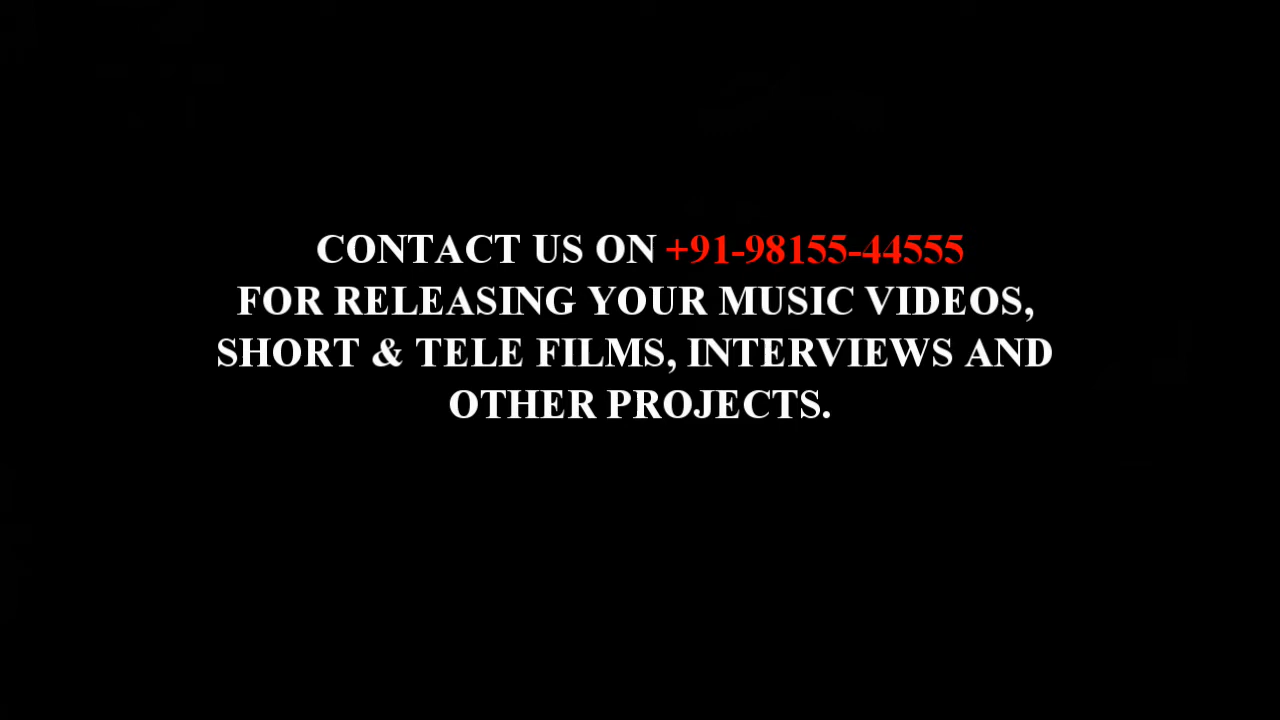 CONTACT US ON +91-98155-44555
FOR RELEASING YOUR MUSIC VIDEOS,
SHORT & TELE FILMS, INTERVIEWS AND
OTHER PROJECTS.